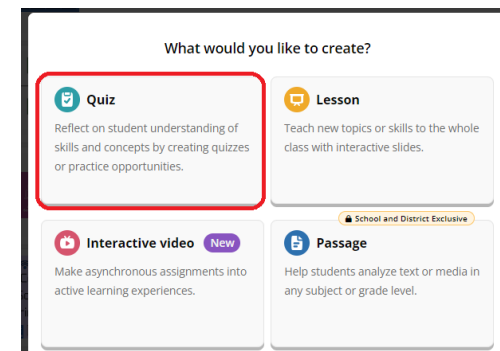 What would you like to create?
Quiz
Reflect on student understanding of
skills and concepts by creating quizzes
or practice opportunities.
Lesson
Teach new topics or skills to the whole
class with interactive slides.
Interactive video New
Make asynchronous assignments into
active learning experiences.
School and District Exclusive
Passage
Help students analyze text or media in
any subject or grade level.